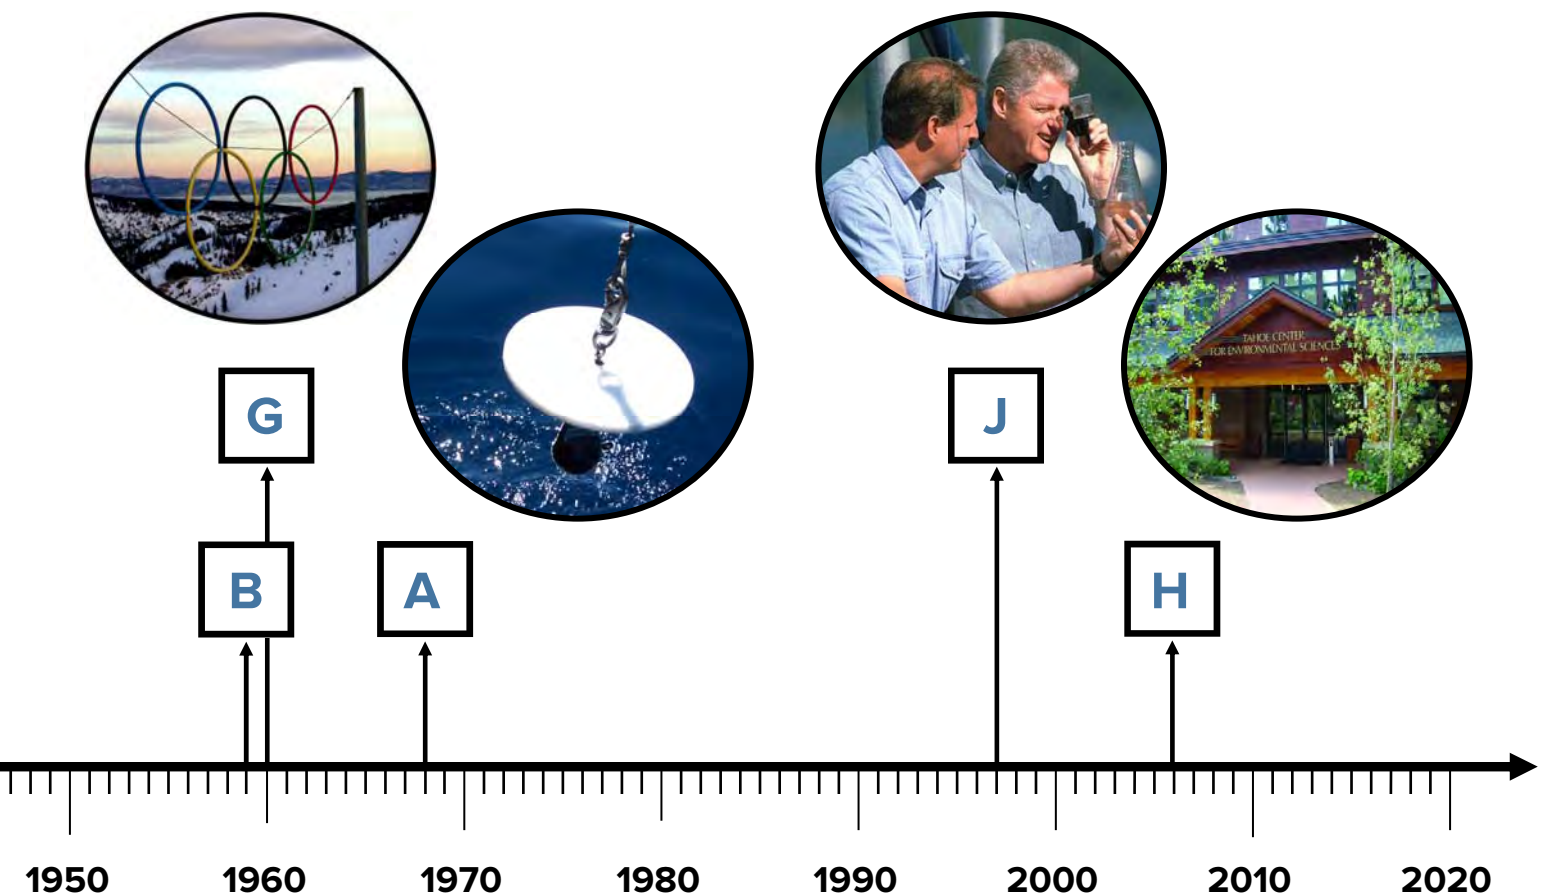 TAHOE CENTER
FOR ENVIRONMENTAL SCIENCES
G
J
B
A
H
1950
1960
1970
1980
1990
2000
2010
2020